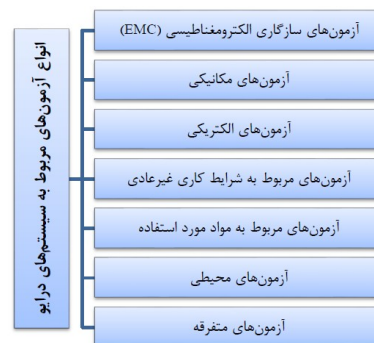 انواع آزمون‌های مربوط به سیستم‌های درایو
آزمون‌های سازگاری الکترومغناطیسی (EMC)
آزمون‌های مکانیکی
آزمون‌های الکتریکی
آزمون‌های مربوط به شرایط کاری غیرعادی
آزمون‌های مربوط به مواد مورد استفاده
آزمون‌های محیطی
آزمون‌های متفرقه